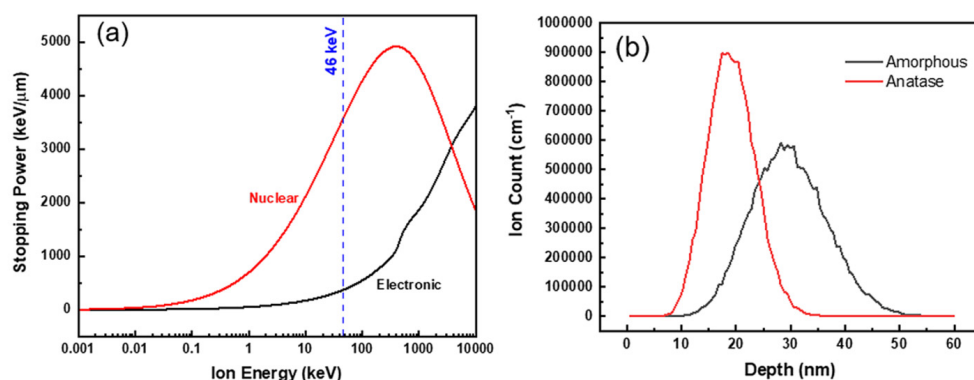 (a)
46 keV
Stopping Power (keV/μm)
5000
4000
3000
2000
1000
0
Nuclear
Electronic
0.001 0.01 0.1 1 10 100 1000 10000
Ion Energy (keV)
(b)
Amorphous
Anatase
Ion Count (cm⁻¹)
1000000
900000
800000
700000
600000
500000
400000
300000
200000
100000
0
0 10 20 30 40 50 60
Depth (nm)